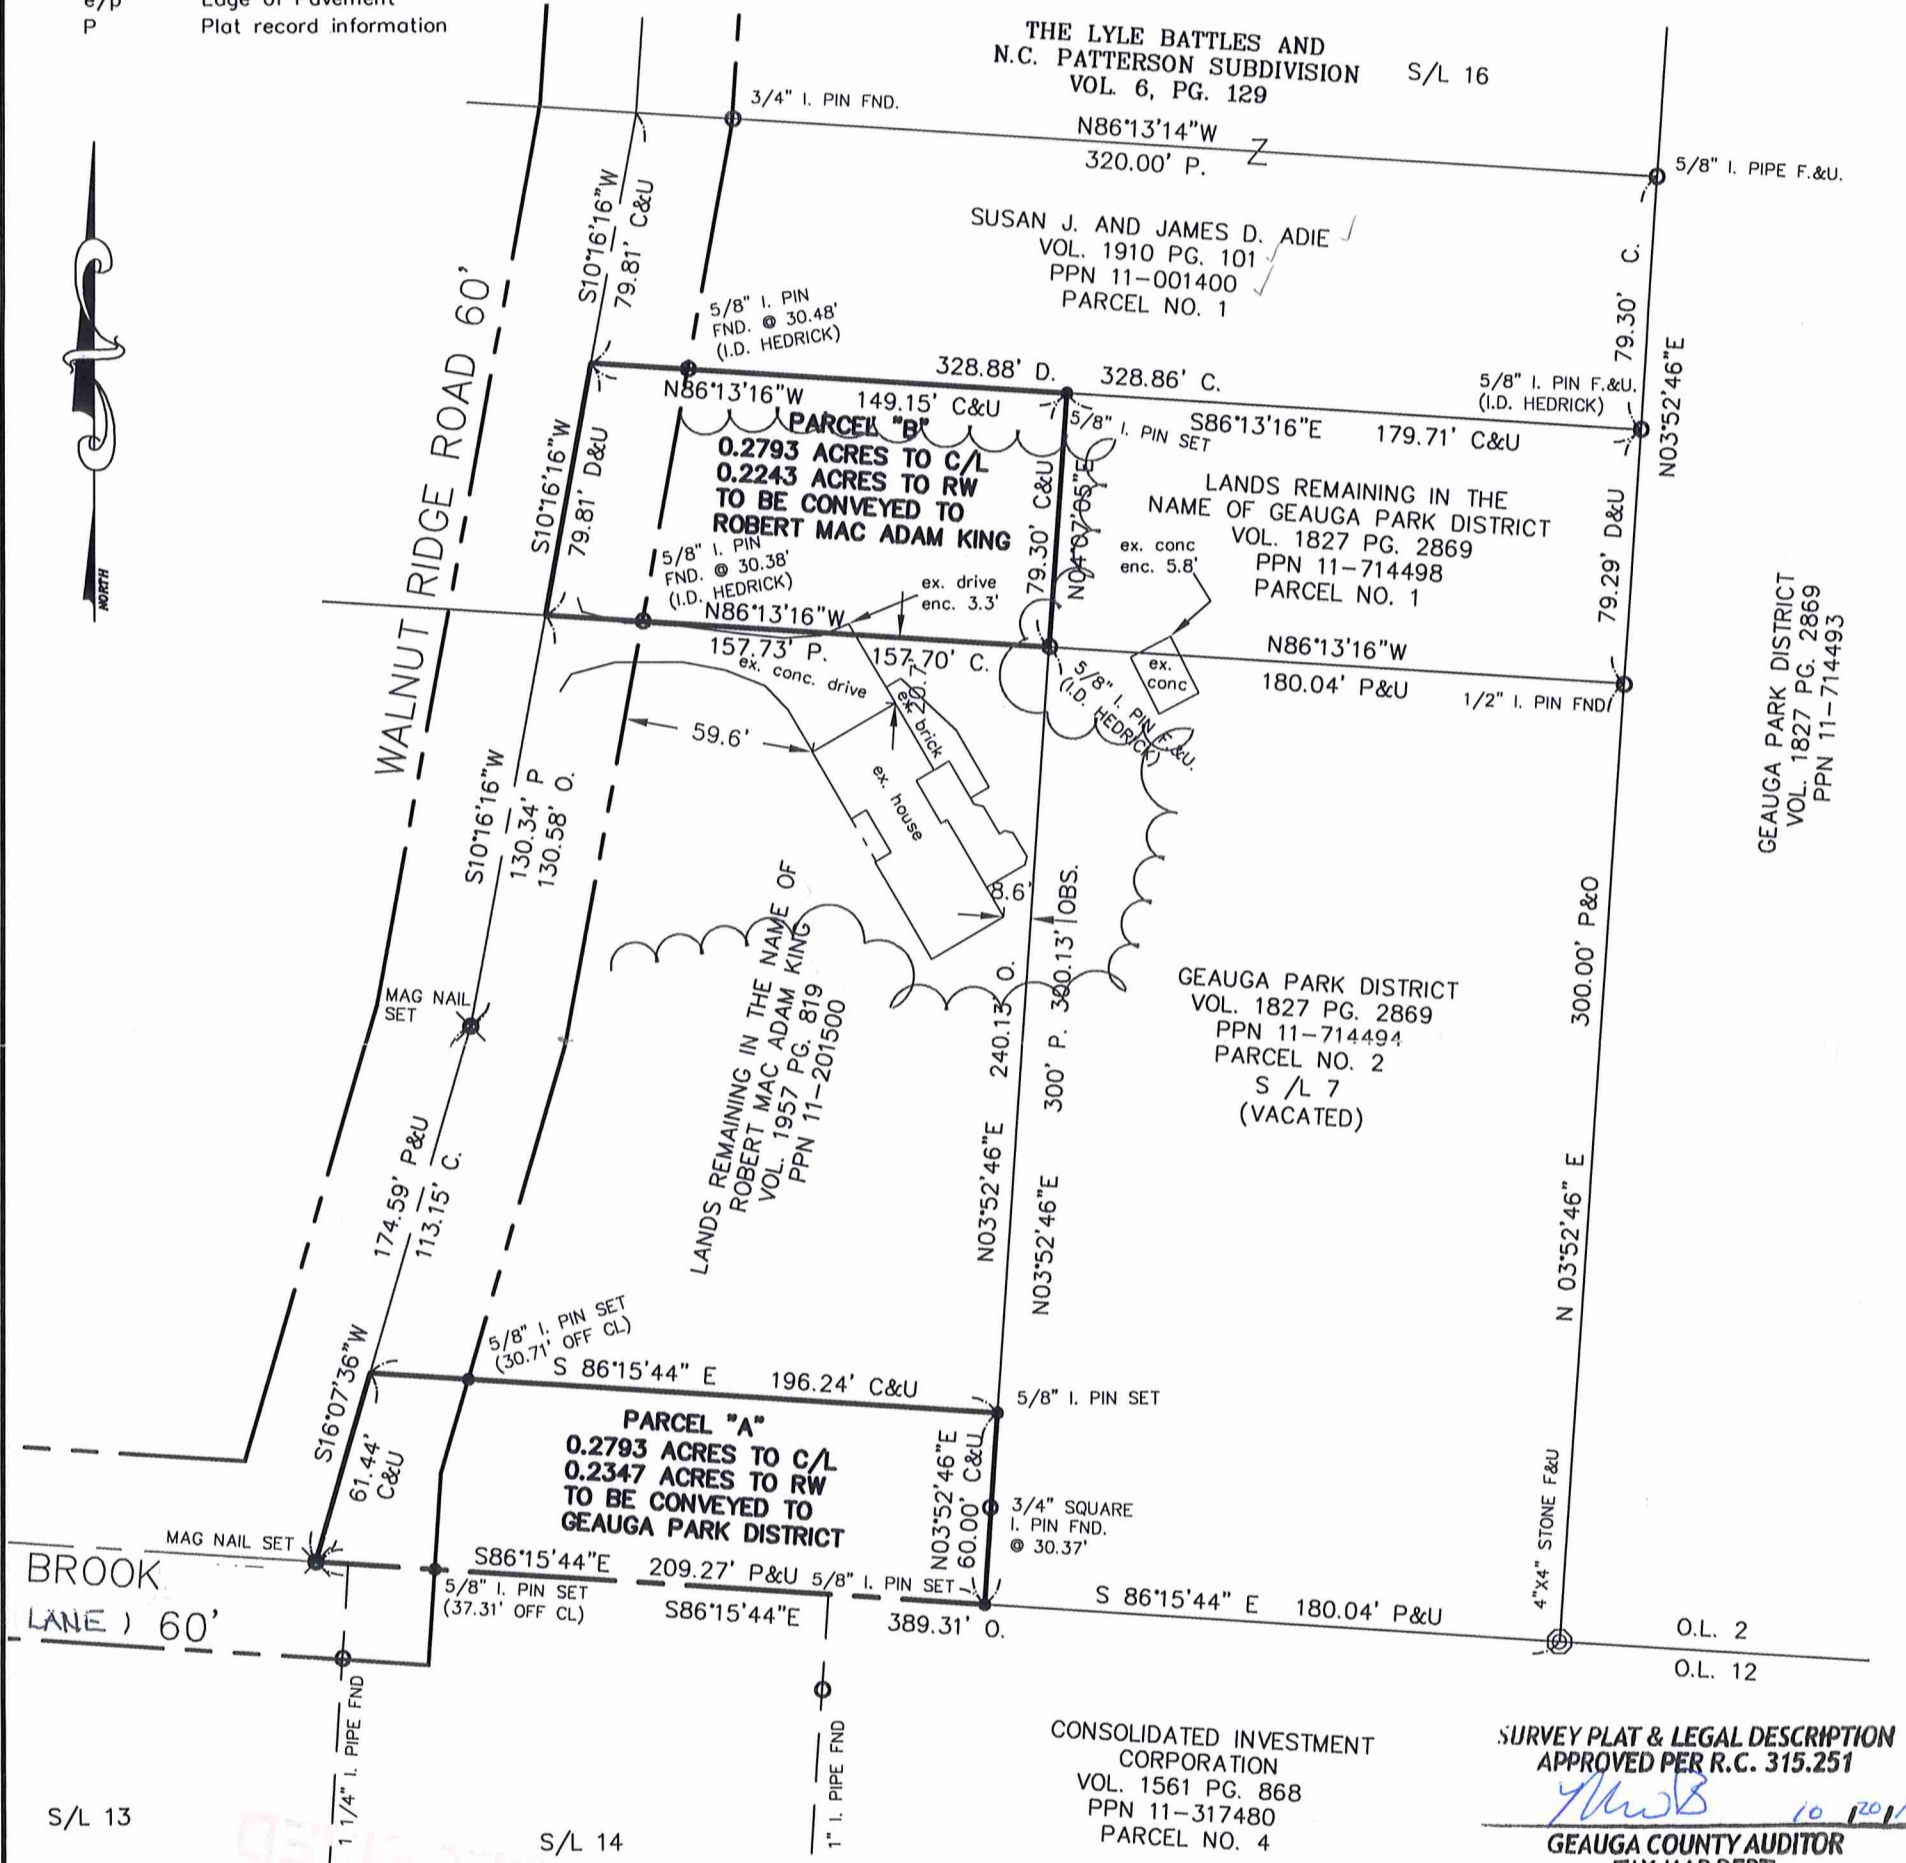 e/p Edge of Pavement
P Plat record information
THE LYLE BATTLES AND
N.C. PATTERSON SUBDIVISION
VOL. 6, PG. 129
S/L 16
3/4" I. PIN FND.
N86°13'14"W
320.00' P.
Z
5/8" I. PIPE F.&U.
SUSAN J. AND JAMES D. ADIE
VOL. 1910 PG. 101
PPN 11-001400
PARCEL NO. 1
S10°16'16"W
79.81' C&U
79.30' C.
N03°52'46"E
NORTH
WALNUT RIDGE ROAD 60'
5/8" I. PIN
FND. @ 30.48'
(I.D. HEDRICK)
328.88' D.
328.86' C.
5/8" I. PIN F.&U.
(I.D. HEDRICK)
N86°13'16"W
149.15' C&U
5/8" I. PIN SET
S86°13'16"E
179.71' C&U
PARCEL "B"
0.2793 ACRES TO C/L
0.2243 ACRES TO RW
TO BE CONVEYED TO
ROBERT MAC ADAM KING
S10°16'16"W
79.81' D&U
79.30' C&U
N04°07'05"E
LANDS REMAINING IN THE
NAME OF GEAUGA PARK DISTRICT
VOL. 1827 PG. 2869
PPN 11-714498
PARCEL NO. 1
79.29' D&U
ex. conc
enc. 5.8'
5/8" I. PIN
FND. @ 30.38'
(I.D. HEDRICK)
ex. drive
enc. 3.3'
N86°13'16"W
157.73' P.
157.70' C.
ex. conc. drive
20.7'
ex. brick
ex. house
59.6'
5/8" I. PIN F.&U.
(I.D. HEDRICK)
ex.
conc
N86°13'16"W
180.04' P&U
1/2" I. PIN FND
GEAUGA PARK DISTRICT
VOL. 1827 PG. 2869
PPN 11-714493
S10°16'16"W
130.34' P
130.58' O.
8.6'
MAG NAIL
SET
LANDS REMAINING IN THE NAME OF
ROBERT MAC ADAM KING
VOL. 1957 PG. 819
PPN 11-201500
N03°52'46"E 240.13' O.
N03°52'46"E 300' P. 300.13' OBS.
GEAUGA PARK DISTRICT
VOL. 1827 PG. 2869
PPN 11-714494
PARCEL NO. 2
S /L 7
(VACATED)
N 03°52'46" E 300.00' P&O
174.59' P&U
113.15' C.
5/8" I. PIN SET
(30.71' OFF CL)
S 86°15'44" E 196.24' C&U
5/8" I. PIN SET
S16°07'36"W
61.44'
C&U
PARCEL "A"
0.2793 ACRES TO C/L
0.2347 ACRES TO RW
TO BE CONVEYED TO
GEAUGA PARK DISTRICT
N03°52'46"E
60.00' C&U
3/4" SQUARE
I. PIN FND.
@ 30.37'
4"X4" STONE F&U
MAG NAIL SET
BROOK
LANE ) 60'
S86°15'44"E 209.27' P&U
5/8" I. PIN SET
5/8" I. PIN SET
(37.31' OFF CL)
S86°15'44"E 389.31' O.
S 86°15'44" E 180.04' P&U
O.L. 2
O.L. 12
1 1/4" I. PIPE FND
1" I. PIPE FND
S/L 13
S/L 14
CONSOLIDATED INVESTMENT
CORPORATION
VOL. 1561 PG. 868
PPN 11-317480
PARCEL NO. 4
SURVEY PLAT & LEGAL DESCRIPTION
APPROVED PER R.C. 315.251
GEAUGA COUNTY AUDITOR